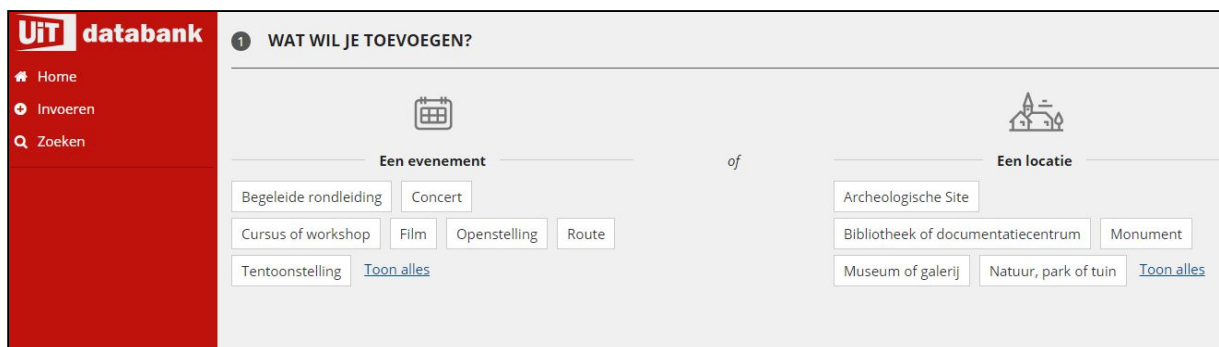 UiT databank
Home
Invoeren
Zoeken
1 WAT WIL JE TOEVOEGEN?
Een evenement
of
Een locatie
Begeleide rondleiding Concert
Cursus of workshop Film Openstelling Route
Tentoonstelling Toon alles
Archeologische Site
Bibliotheek of documentatiecentrum Monument
Museum of galerij Natuur, park of tuin Toon alles